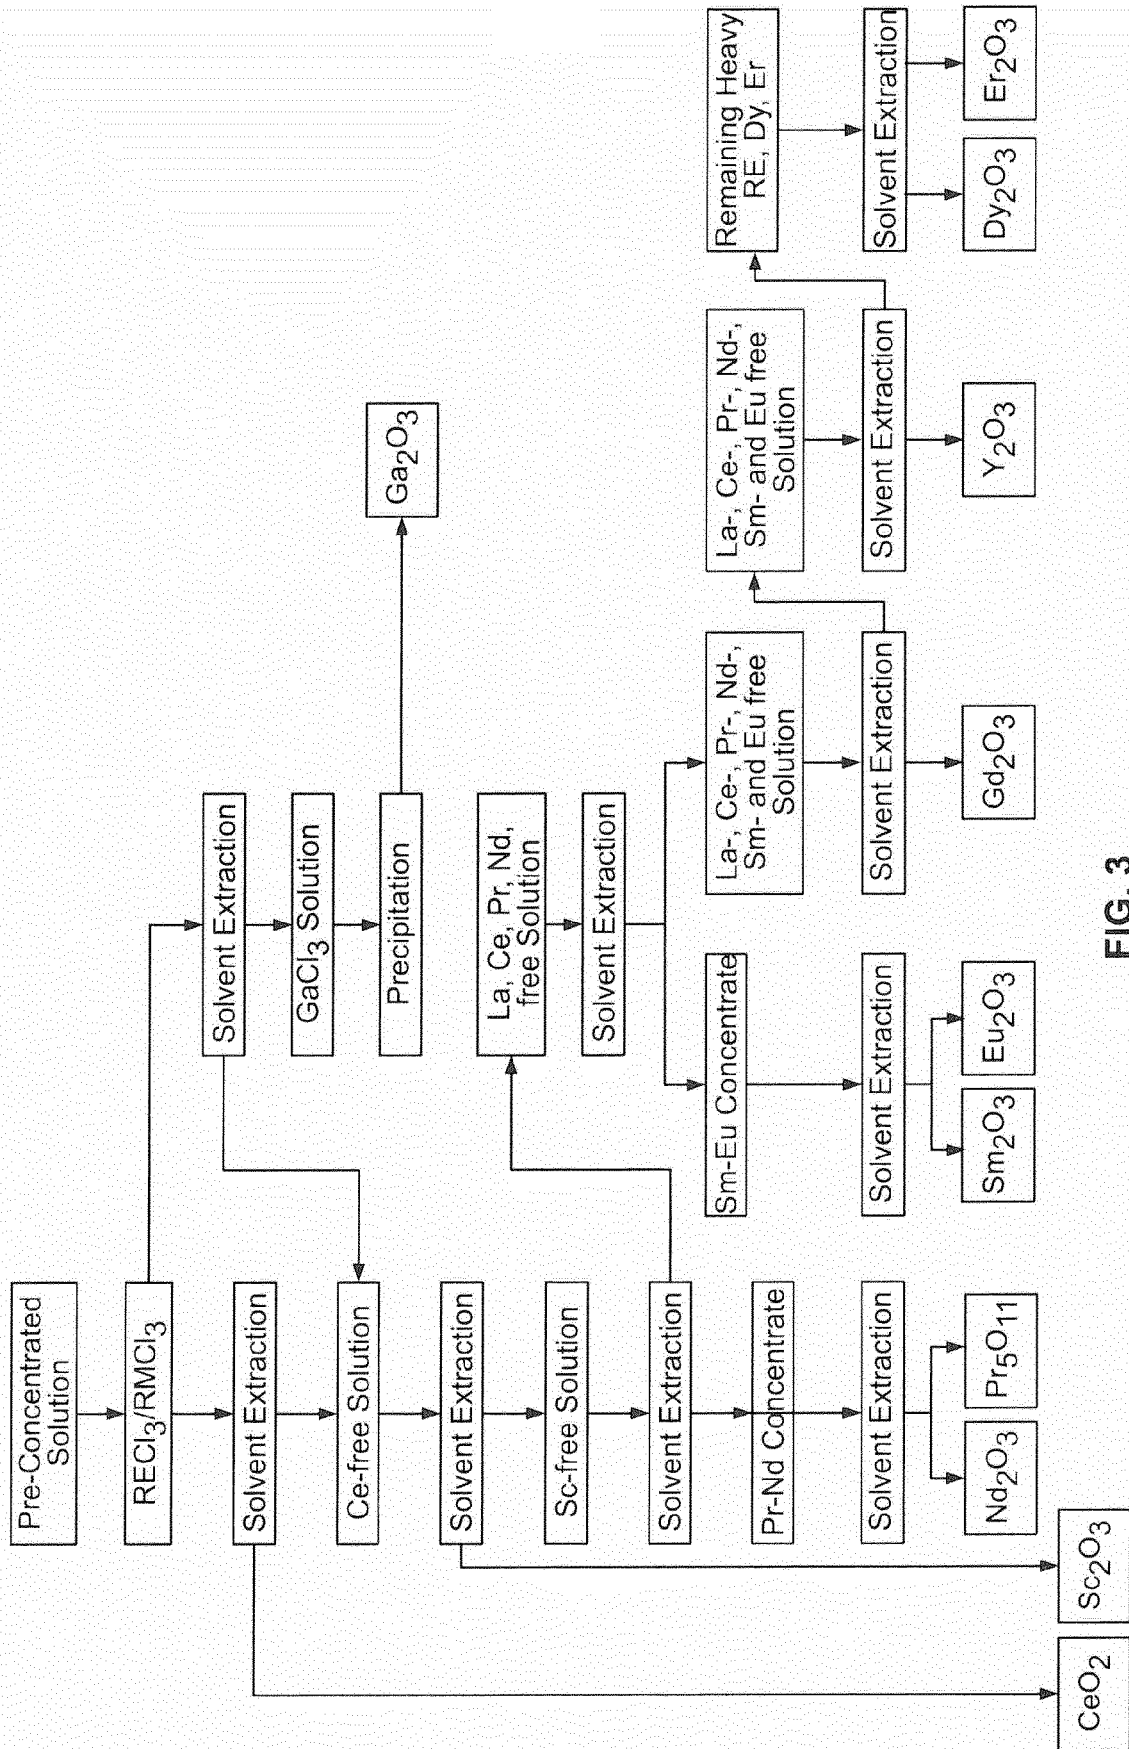 Pre-Concentrated
Solution
RECl3/RMCl3
Solvent Extraction
Ce-free Solution
Solvent Extraction
Sc-free Solution
Solvent Extraction
Pr-Nd Concentrate
Solvent Extraction
Nd2O3
Pr5O11
CeO2
Sc2O3
Solvent Extraction
GaCl3 Solution
Precipitation
Ga2O3
La, Ce, Pr, Nd,
free Solution
Solvent Extraction
Sm-Eu Concentrate
Solvent Extraction
Sm2O3
Eu2O3
La-, Ce-, Pr-, Nd-,
Sm- and Eu free
Solution
Solvent Extraction
Gd2O3
La-, Ce-, Pr-, Nd-,
Sm- and Eu free
Solution
Solvent Extraction
Y2O3
Remaining Heavy
RE, Dy, Er
Solvent Extraction
Dy2O3
Er2O3
FIG. 3